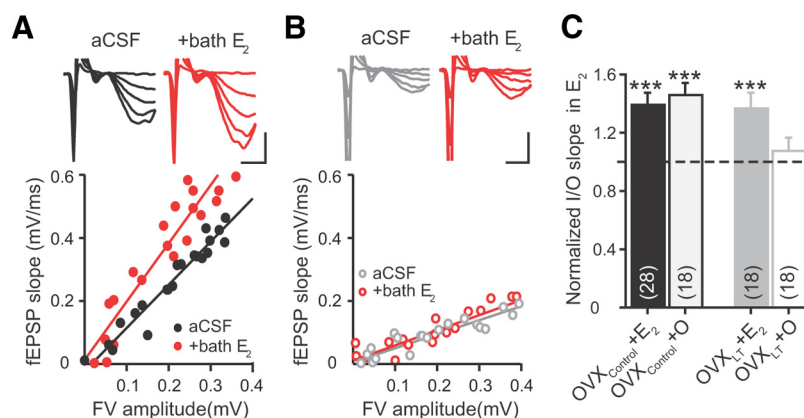 A
aCSF
+bath E2
fEPSP slope (mV/ms)
0.6
0.4
0.2
0
aCSF
+bath E2
0.1
0.2
0.3
0.4
FV amplitude(mV)
B
aCSF
+bath E2
fEPSP slope (mV/ms)
0.6
0.4
0.2
0
aCSF
+bath E2
0.1
0.2
0.3
0.4
FV amplitude(mV)
C
Normalized I/O slope in E2
1.6
1.2
0.8
0.4
0
***
***
***
(28)
(18)
(18)
(18)
OVXControl+E2
OVXControl+O
OVXLT+E2
OVXLT+O